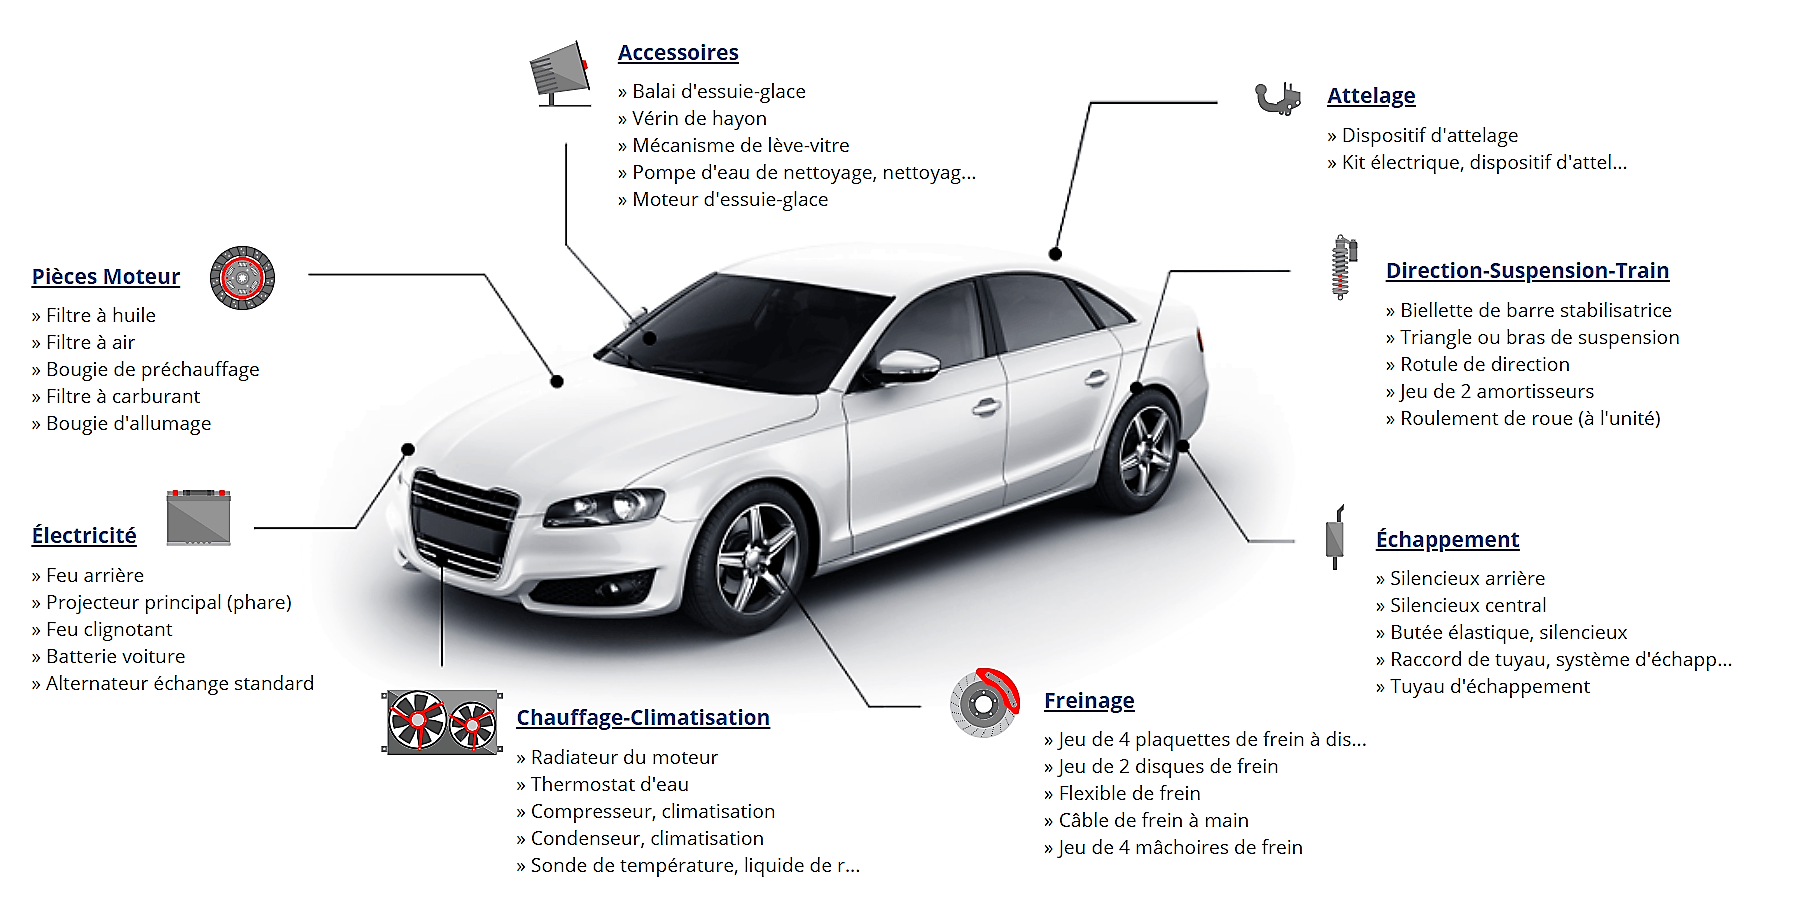 Accessoires
» Balai d'essuie-glace
» Vérin de hayon
» Mécanisme de lève-vitre
» Pompe d'eau de nettoyage, nettoyag...
» Moteur d'essuie-glace
Attelage
» Dispositif d'attelage
» Kit électrique, dispositif d'attel...
Pièces Moteur
» Filtre à huile
» Filtre à air
» Bougie de préchauffage
» Filtre à carburant
» Bougie d'allumage
Direction-Suspension-Train
» Biellette de barre stabilisatrice
» Triangle ou bras de suspension
» Rotule de direction
» Jeu de 2 amortisseurs
» Roulement de roue (à l'unité)
Électricité
» Feu arrière
» Projecteur principal (phare)
» Feu clignotant
» Batterie voiture
» Alternateur échange standard
Échappement
» Silencieux arrière
» Silencieux central
» Butée élastique, silencieux
» Raccord de tuyau, système d'échapp...
» Tuyau d'échappement
Chauffage-Climatisation
» Radiateur du moteur
» Thermostat d'eau
» Compresseur, climatisation
» Condenseur, climatisation
» Sonde de température, liquide de r...
Freinage
» Jeu de 4 plaquettes de frein à dis...
» Jeu de 2 disques de frein
» Flexible de frein
» Câble de frein à main
» Jeu de 4 mâchoires de frein